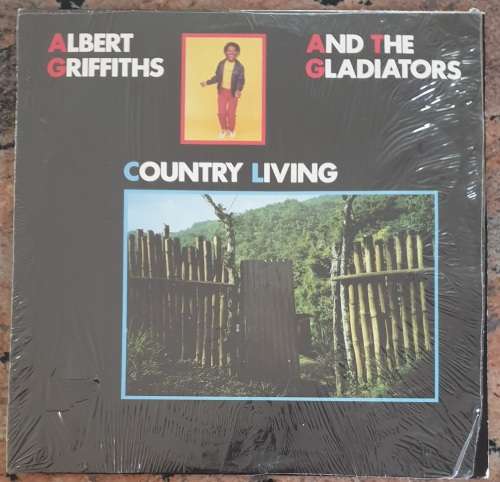 ALBERT GRIFFITHS
AND THE GLADIATORS
COUNTRY LIVING